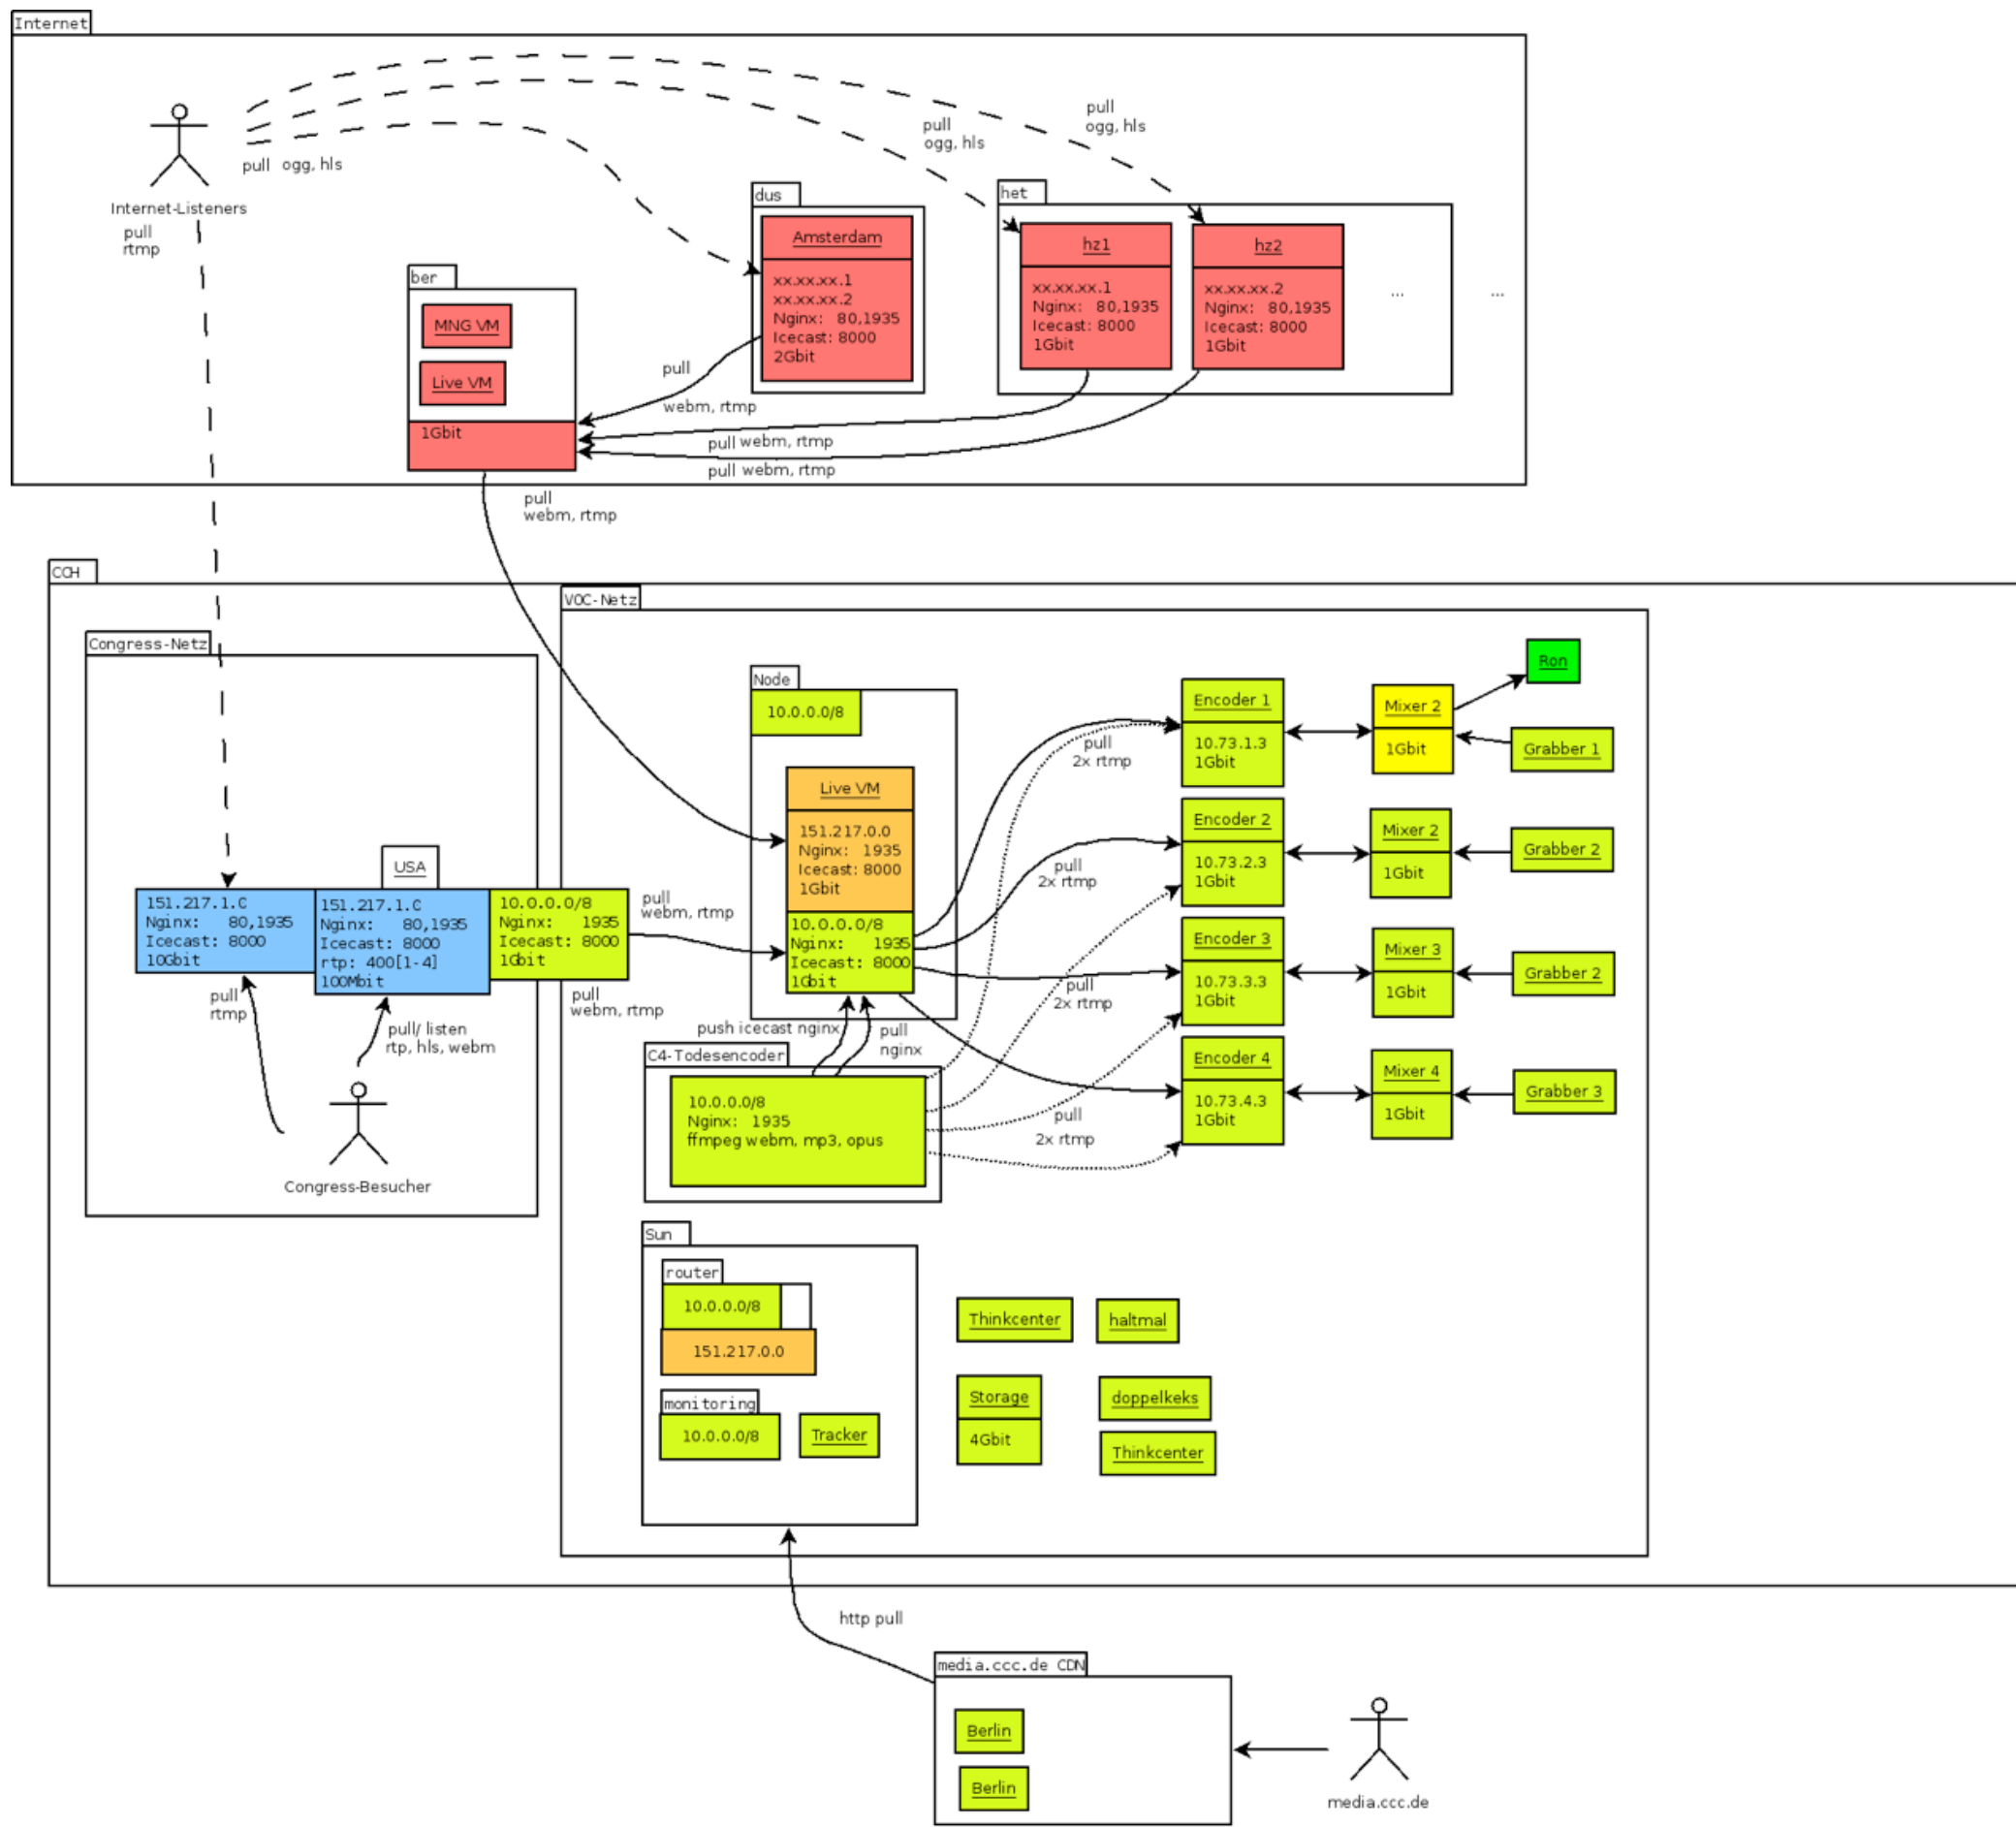 Internet
pull
ogg, hls
pull
ogg, hls
pull ogg, hls
Internet-Listeners
pull
rtmp
dus
Amsterdam
xx.xx.xx.1
xx.xx.xx.2
Nginx: 80,1935
Icecast: 8000
2Gbit
het
hz1
xx.xx.xx.1
Nginx: 80,1935
Icecast: 8000
1Gbit
hz2
xx.xx.xx.2
Nginx: 80,1935
Icecast: 8000
1Gbit
...
...
ber
MNG VM
Live VM
1Gbit
pull
webm, rtmp
pull webm, rtmp
pull webm, rtmp
pull
webm, rtmp
CCH
VOC-Netz
Congress-Netz
USA
151.217.1.0
Nginx: 80,1935
Icecast: 8000
10Gbit
151.217.1.0
Nginx: 80,1935
Icecast: 8000
rtp: 400[1-4]
100Mbit
10.0.0.0/8
Nginx: 1935
Icecast: 8000
1Gbit
pull
webm, rtmp
pull
webm, rtmp
pull
rtmp
pull/ listen
rtp, hls, webm
Congress-Besucher
Node
10.0.0.0/8
Live VM
151.217.0.0
Nginx: 1935
Icecast: 8000
1Gbit
10.0.0.0/8
Nginx: 1935
Icecast: 8000
1Gbit
push icecast nginx
pull
nginx
C4-Todesencoder
10.0.0.0/8
Nginx: 1935
ffmpeg webm, mp3, opus
pull
2x rtmp
pull
2x rtmp
pull
2x rtmp
pull
2x rtmp
Encoder 1
10.73.1.3
1Gbit
Mixer 2
1Gbit
Ron
Grabber 1
Encoder 2
10.73.2.3
1Gbit
Mixer 2
1Gbit
Grabber 2
Encoder 3
10.73.3.3
1Gbit
Mixer 3
1Gbit
Grabber 2
Encoder 4
10.73.4.3
1Gbit
Mixer 4
1Gbit
Grabber 3
Sun
router
10.0.0.0/8
151.217.0.0
monitoring
10.0.0.0/8
Tracker
Thinkcenter
haltmal
Storage
4Gbit
doppelkeks
Thinkcenter
http pull
media.ccc.de CDN
Berlin
Berlin
media.ccc.de